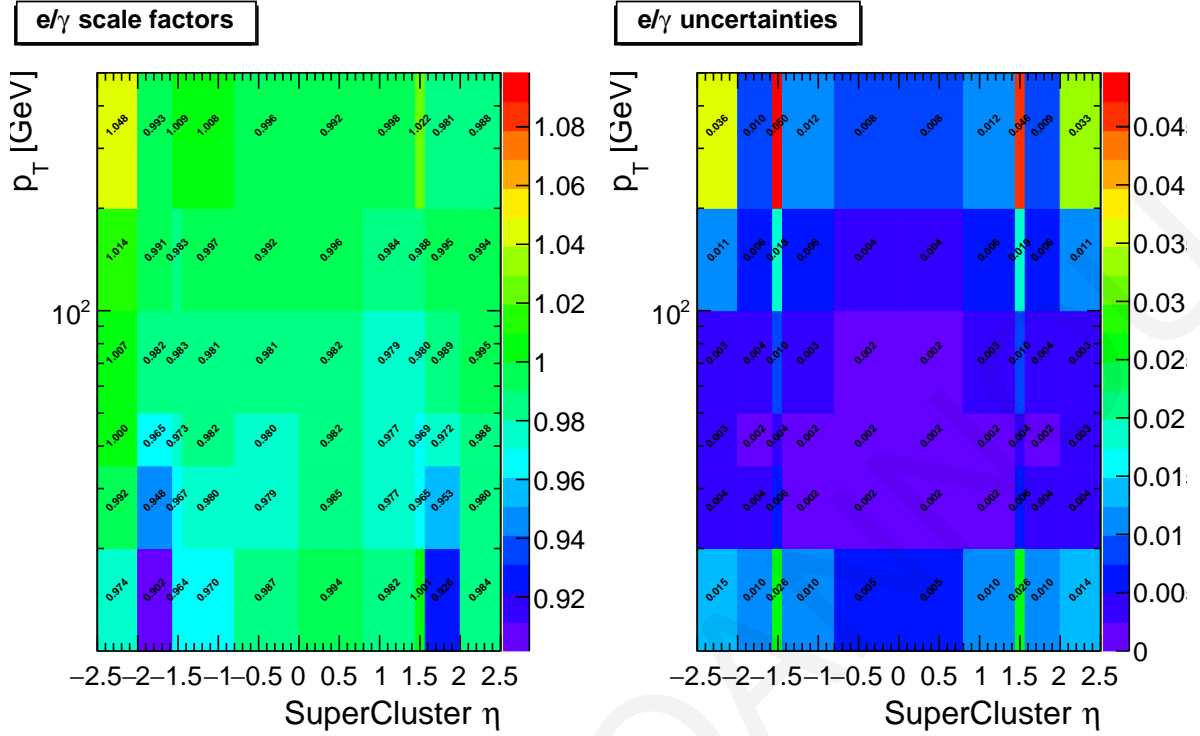 e/γ scale factors
p_T [GeV]
1.048 0.993 1.009 1.008 0.996 0.992 0.998 1.022 0.981 0.988
1.014 0.991 0.983 0.997 0.992 0.996 0.984 0.988 0.995 0.994
10²
1.007 0.982 0.983 0.981 0.981 0.982 0.979 0.980 0.989 0.995
1.000 0.965 0.973 0.982 0.980 0.982 0.977 0.969 0.972 0.988
0.992 0.948 0.967 0.980 0.979 0.985 0.977 0.965 0.953 0.980
0.974 0.902 0.964 0.970 0.987 0.994 0.982 1.001 0.926 0.984
−2.5 −2 −1.5 −1 −0.5 0 0.5 1 1.5 2 2.5
SuperCluster η
1.08
1.06
1.04
1.02
1
0.98
0.96
0.94
0.92
e/γ uncertainties
p_T [GeV]
0.036 0.010 0.050 0.012 0.008 0.008 0.012 0.046 0.009 0.033
0.011 0.006 0.018 0.006 0.004 0.004 0.006 0.019 0.006 0.011
10²
0.003 0.004 0.010 0.003 0.002 0.002 0.003 0.010 0.004 0.003
0.003 0.002 0.004 0.002 0.002 0.002 0.002 0.004 0.002 0.003
0.004 0.004 0.006 0.002 0.002 0.002 0.002 0.006 0.004 0.004
0.015 0.010 0.026 0.010 0.005 0.005 0.010 0.026 0.010 0.014
−2.5 −2 −1.5 −1 −0.5 0 0.5 1 1.5 2 2.5
SuperCluster η
0.04
0.03
0.02
0.01
0